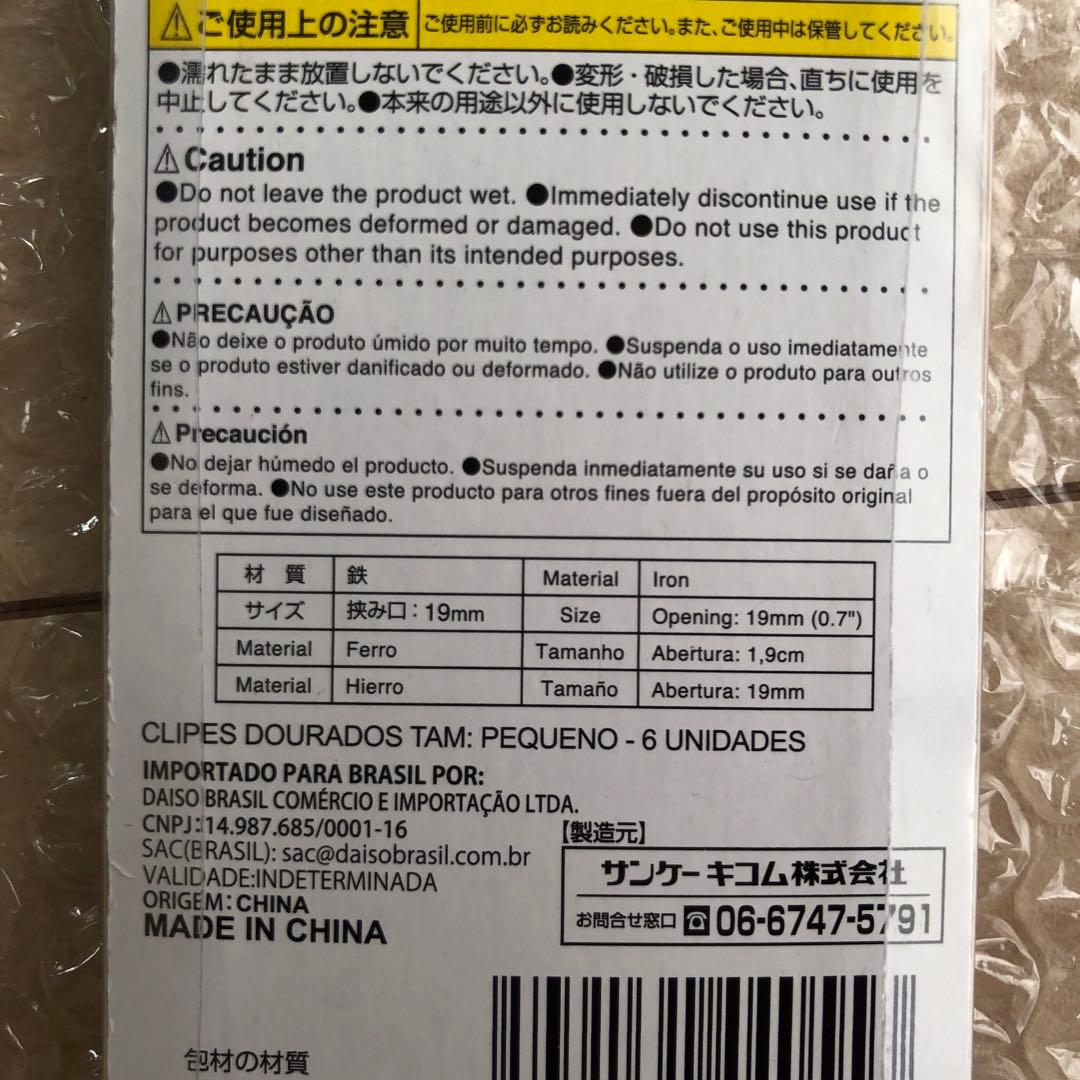 ⚠ご使用上の注意 ご使用前に必ずお読みください。また、ご使用中は保管してください。
●濡れたまま放置しないでください。●変形・破損した場合、直ちに使用を
中止してください。●本来の用途以外に使用しないでください。
⚠Caution
●Do not leave the product wet. ●Immediately discontinue use if the
product becomes deformed or damaged. ●Do not use this product
for purposes other than its intended purposes.
⚠PRECAUÇÃO
●Não deixe o produto úmido por muito tempo. ●Suspenda o uso imediatamente
se o produto estiver danificado ou deformado. ●Não utilize o produto para outros
fins.
⚠Precaución
●No dejar húmedo el producto. ●Suspenda inmediatamente su uso si se daña o
se deforma. ●No use este producto para otros fines fuera del propósito original
para el que fue diseñado.
材 質 鉄 Material Iron
サイズ 挟み口：19mm Size Opening: 19mm (0.7")
Material Ferro Tamanho Abertura: 1,9cm
Material Hierro Tamaño Abertura: 19mm
CLIPES DOURADOS TAM: PEQUENO - 6 UNIDADES
IMPORTADO PARA BRASIL POR:
DAISO BRASIL COMÉRCIO E IMPORTAÇÃO LTDA.
CNPJ:14.987.685/0001-16
SAC(BRASIL): sac@daisobrasil.com.br
VALIDADE:INDETERMINADA
ORIGEM: CHINA
MADE IN CHINA
【製造元】
サンケーキコム株式会社
お問合せ窓口 ☎06-6747-5791
包材の材質